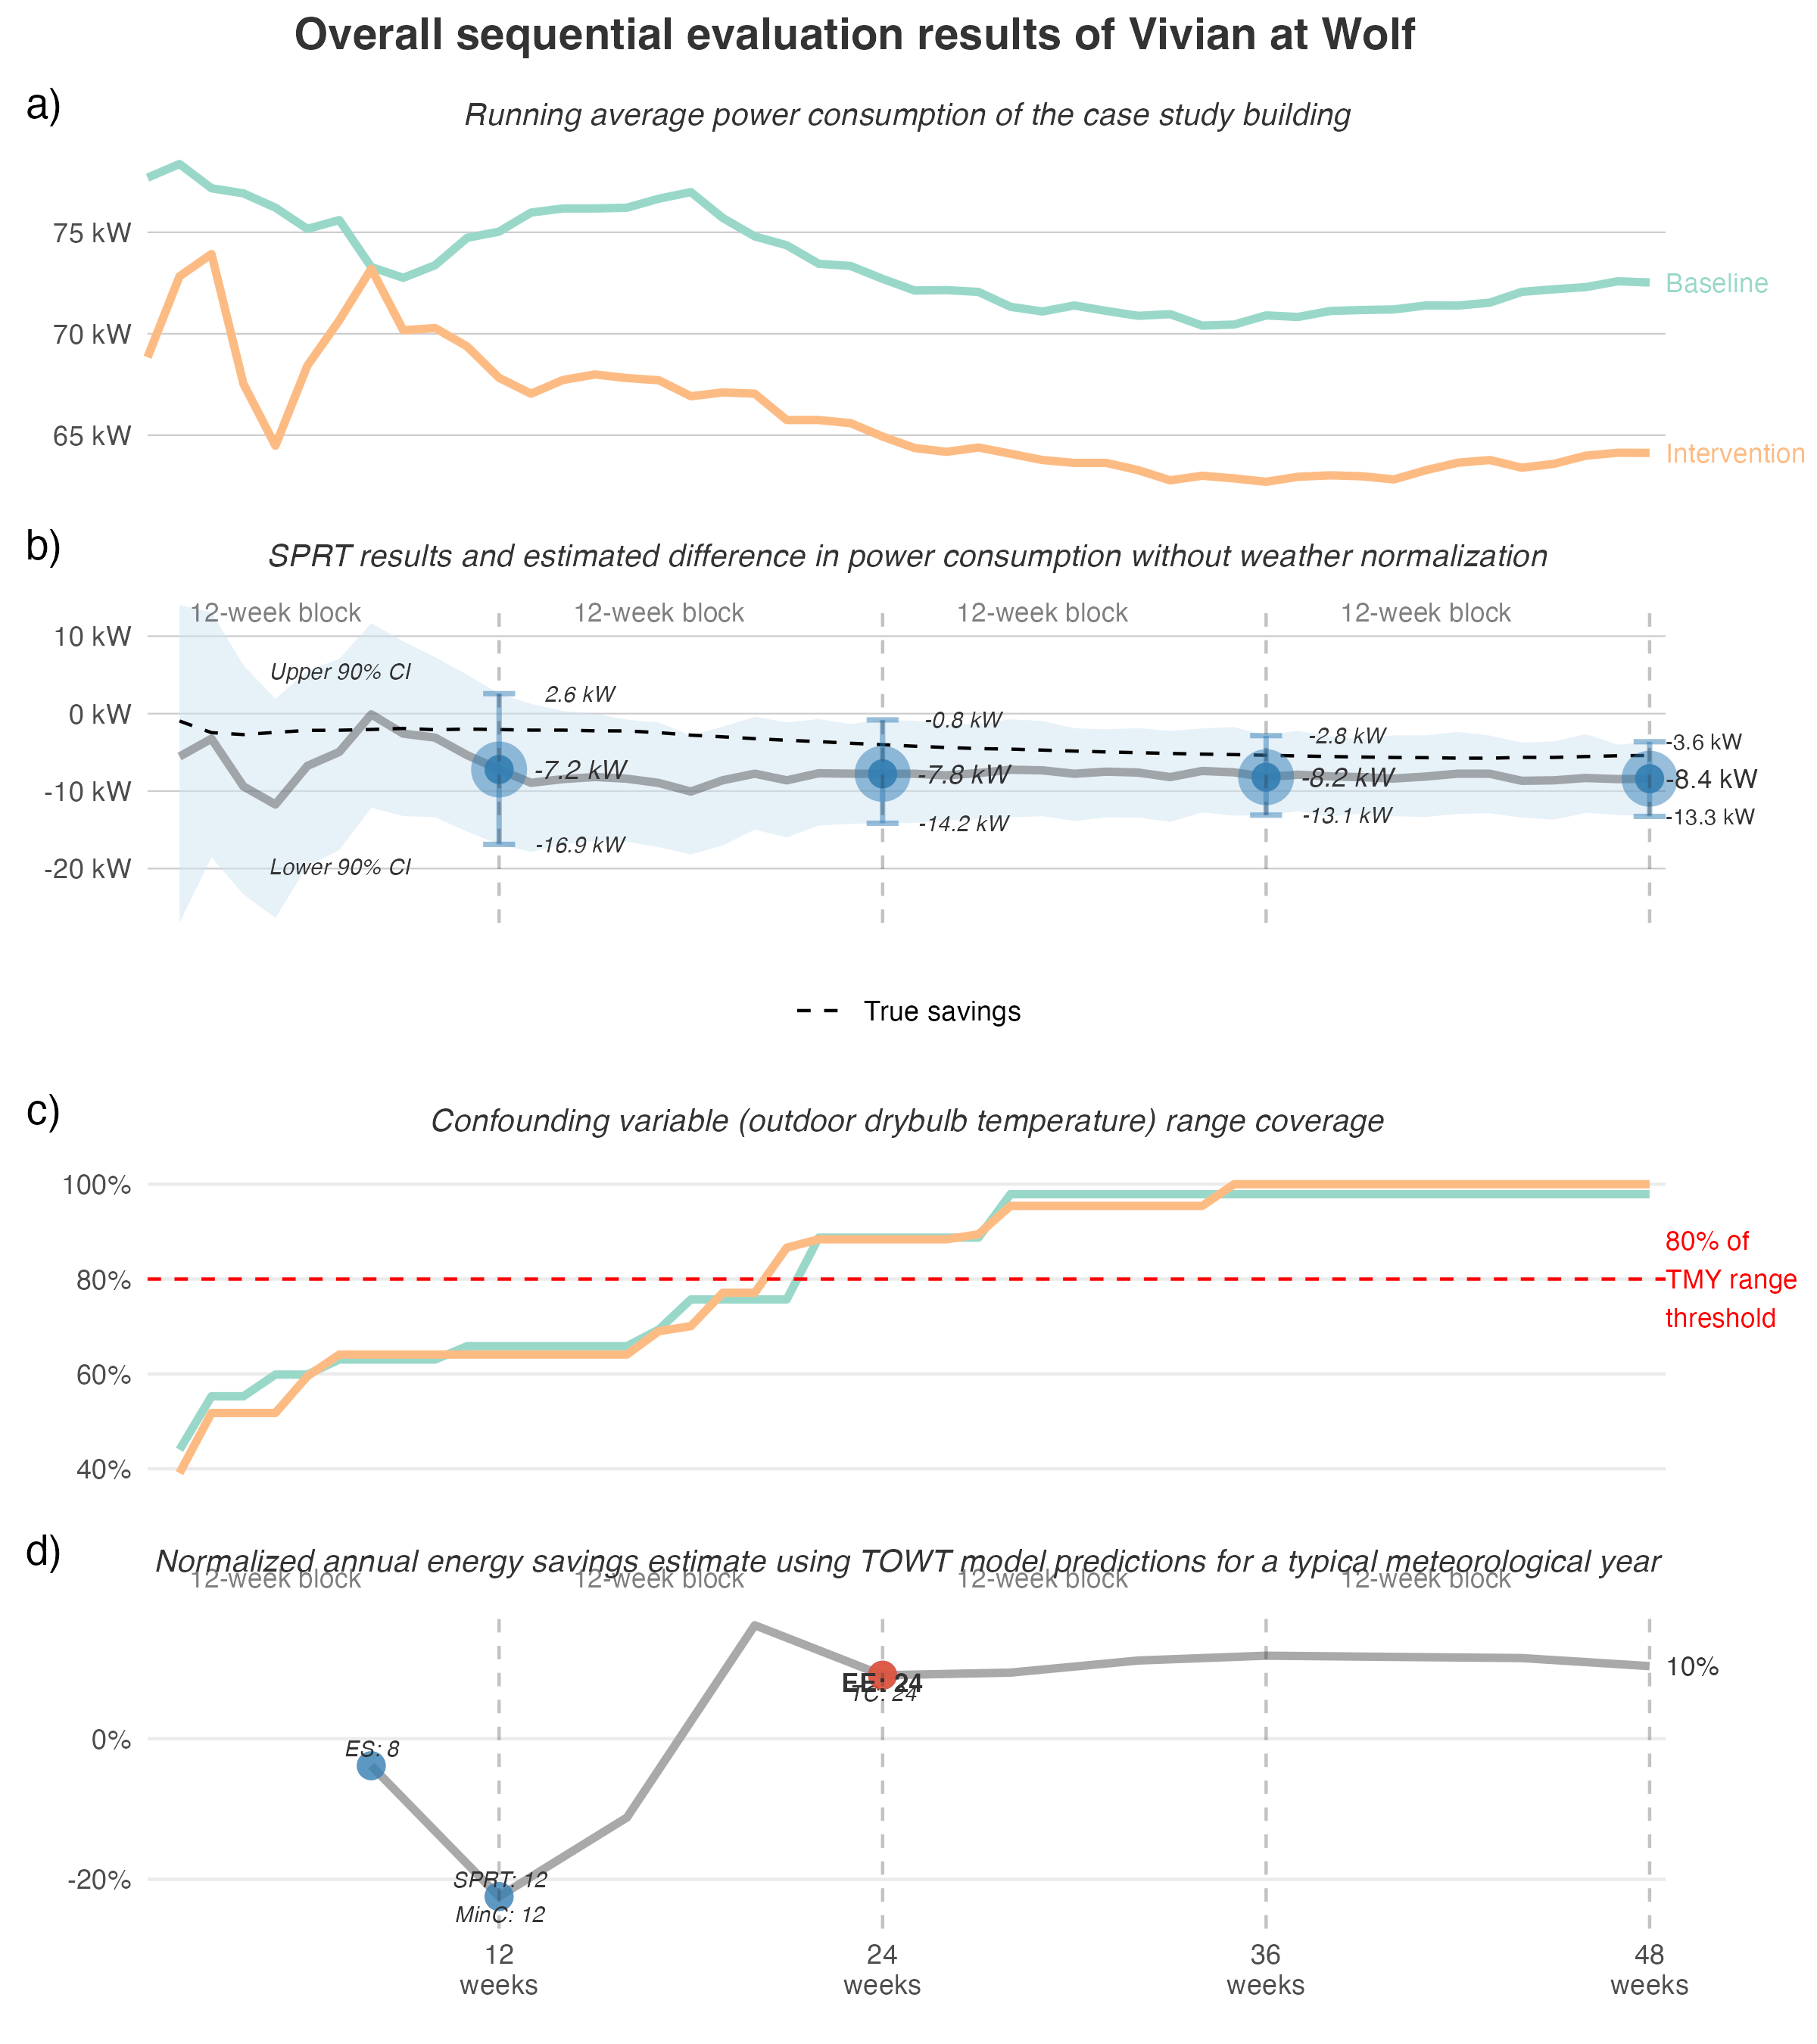 Overall sequential evaluation results of Vivian at Wolf
a)
Running average power consumption of the case study building
75 kW
70 kW
65 kW
Baseline
Intervention
b)
SPRT results and estimated difference in power consumption without weather normalization
12-week block
12-week block
12-week block
12-week block
10 kW
0 kW
-10 kW
-20 kW
Upper 90% CI
Lower 90% CI
2.6 kW
-7.2 kW
-16.9 kW
-0.8 kW
-7.8 kW
-14.2 kW
-2.8 kW
-8.2 kW
-13.1 kW
-3.6 kW
-8.4 kW
-13.3 kW
True savings
c)
Confounding variable (outdoor drybulb temperature) range coverage
100%
80%
60%
40%
80% of
TMY range
threshold
d)
Normalized annual energy savings estimate using TOWT model predictions for a typical meteorological year
12-week block
12-week block
12-week block
12-week block
0%
-20%
ES: 8
SPRT: 12
MinC: 12
EE: 24
TC: 24
10%
12
weeks
24
weeks
36
weeks
48
weeks